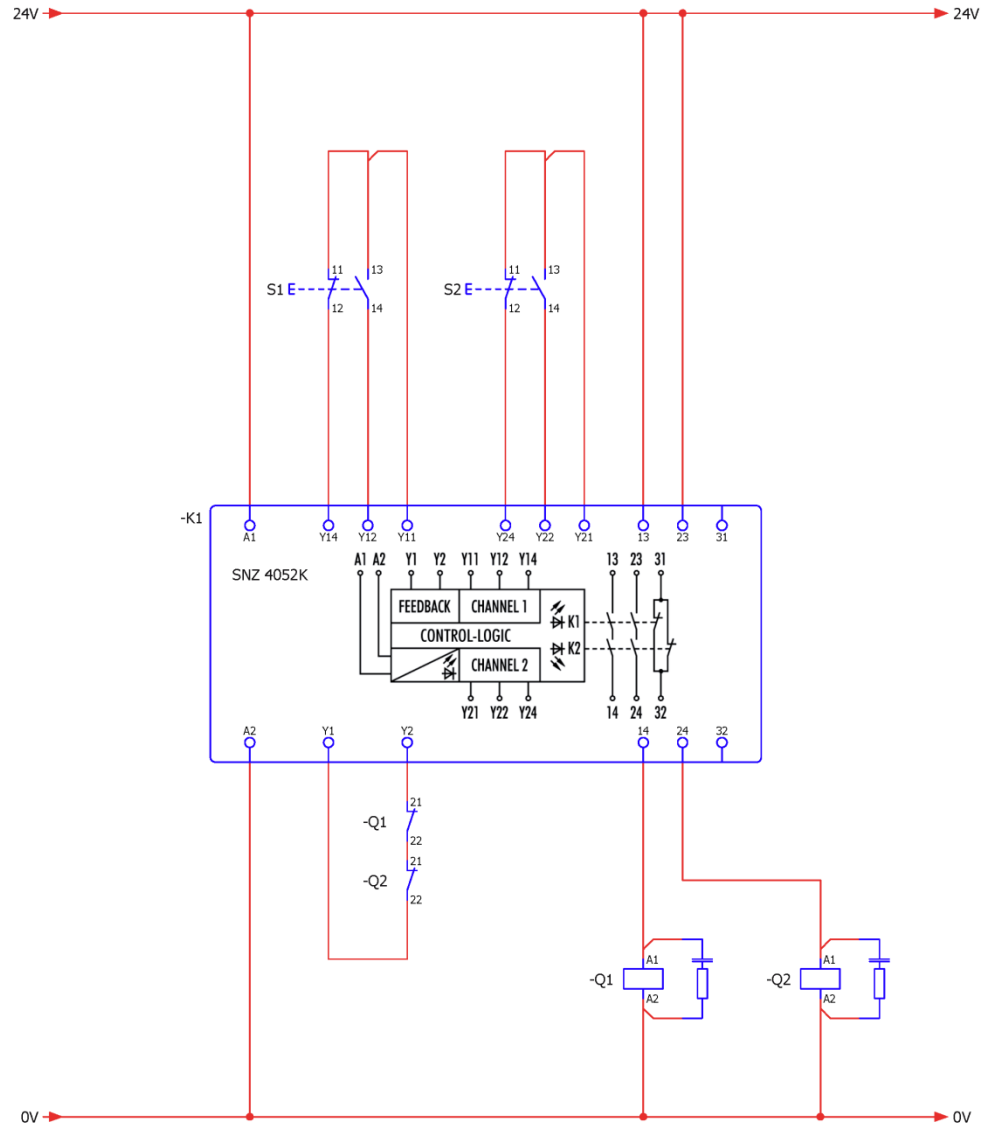 24V 24V
11 13 11 13
S1 S2
12 14 12 14
-K1
A1 Y14 Y12 Y11 Y24 Y22 Y21 13 23 31
SNZ 4052K
A1 A2 Y1 Y2 Y11 Y12 Y14 13 23 31
FEEDBACK CHANNEL 1
K1
CONTROL-LOGIC
K2
CHANNEL 2
Y21 Y22 Y24 14 24 32
A2 Y1 Y2 14 24 32
21
-Q1
22
21
-Q2
22
A1 A1
-Q1 -Q2
A2 A2
0V 0V